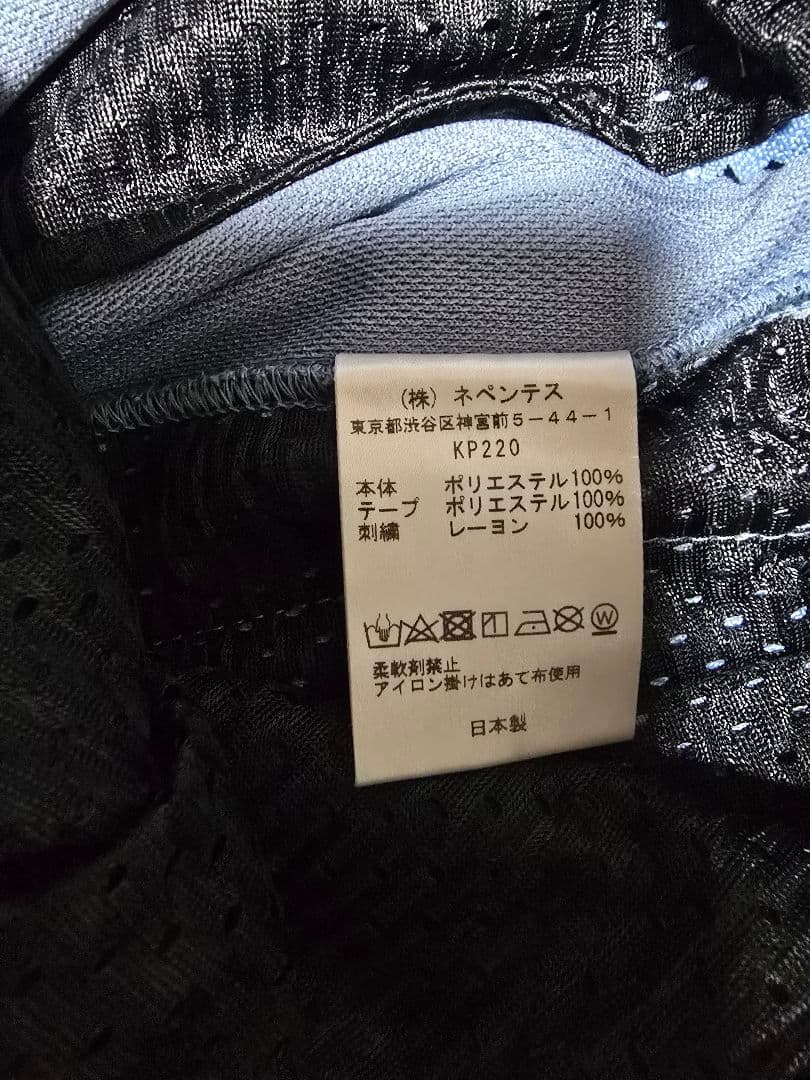 （株）ネペンテス
東京都渋谷区神宮前5－44－1
KP220
本体 ポリエステル100%
テープ ポリエステル100%
刺繍 レーヨン 100%
W
柔軟剤禁止
アイロン掛けはあて布使用
日本製